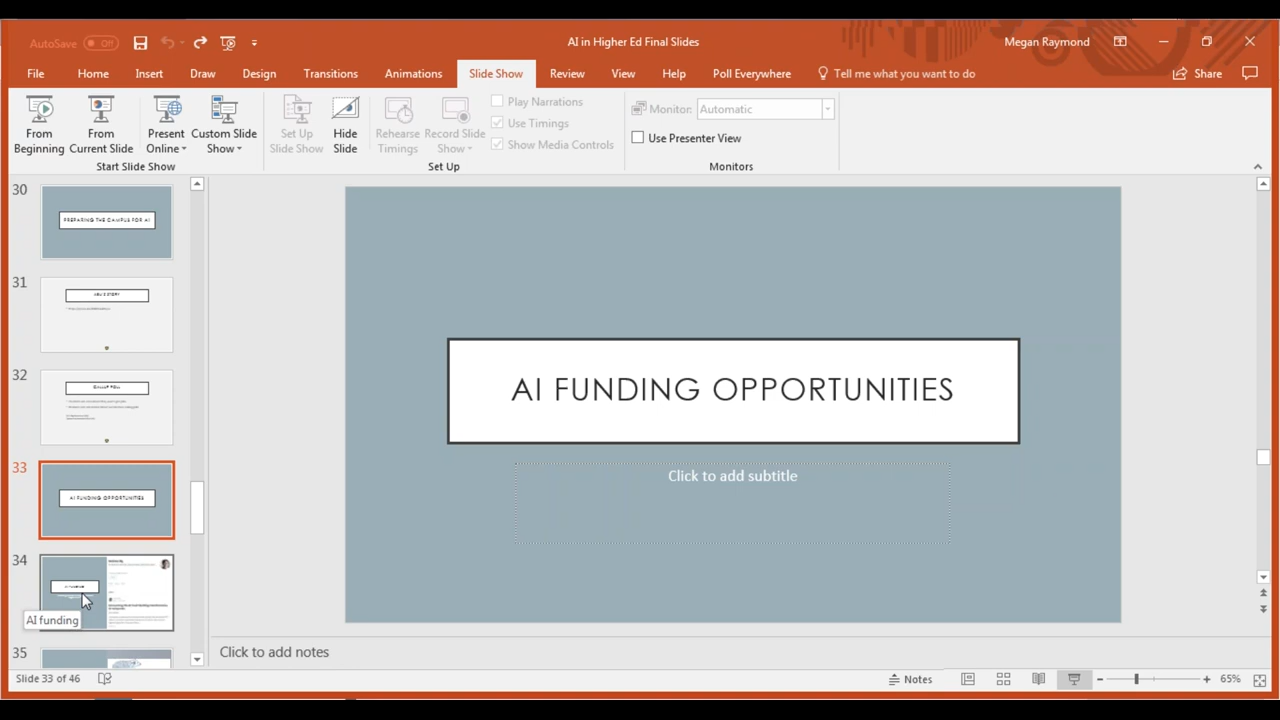 AutoSave Off
AI in Higher Ed Final Slides
Megan Raymond
File Home Insert Draw Design Transitions Animations Slide Show Review View Help Poll Everywhere Tell me what you want to do Share
From Beginning
From Current Slide
Present Online
Custom Slide Show
Start Slide Show
Set Up Slide Show
Hide Slide
Rehearse Timings
Record Slide Show
Play Narrations
Use Timings
Show Media Controls
Set Up
Monitor: Automatic
Use Presenter View
Monitors
30
PREPARING THE CAMPUS FOR AI
31
32
GALLUP POLL
33
AI FUNDING OPPORTUNITIES
34
AI FUNDING
AI funding
35
AI FUNDING OPPORTUNITIES
Click to add subtitle
Click to add notes
Slide 33 of 46
Notes
65%